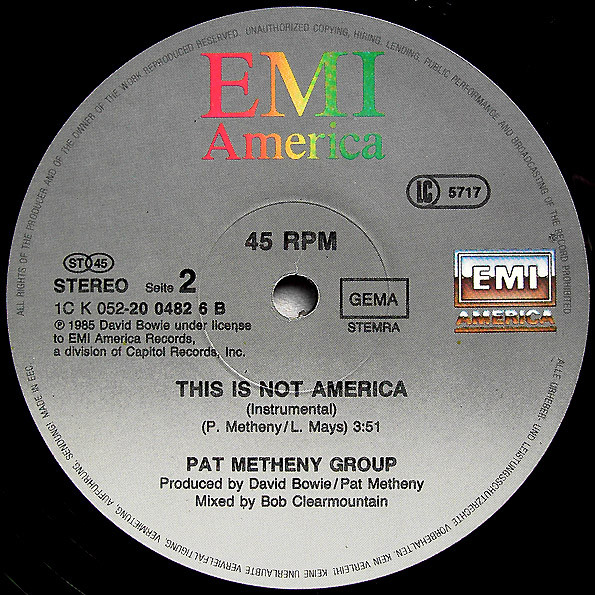 ALL RIGHTS OF THE PRODUCER AND OF THE OWNER OF THE WORK REPRODUCED RESERVED. UNAUTHORIZED COPYING, HIRING, LENDING, PUBLIC PERFORMANCE AND BROADCASTING OF THE RECORD PROHIBITED
EMI
America
LC 5717
45 RPM
ST 45
STEREO Seite 2
1C K 052-20 0482 6 B
℗ 1985 David Bowie under license
to EMI America Records,
a division of Capitol Records, Inc.
GEMA
STEMRA
EMI
AMERICA
THIS IS NOT AMERICA
(Instrumental)
(P. Metheny/L. Mays) 3:51
PAT METHENY GROUP
Produced by David Bowie/Pat Metheny
Mixed by Bob Clearmountain
ALLE URHEBER- UND LEISTUNGSSCHUTZRECHTE VORBEHALTEN. KEINE VERLEIH! KEINE UNERLAUBTE VERVIELFÄLTIGUNG, VERMIETUNG, AUFFÜHRUNG, SENDUNG! MADE IN EEC.